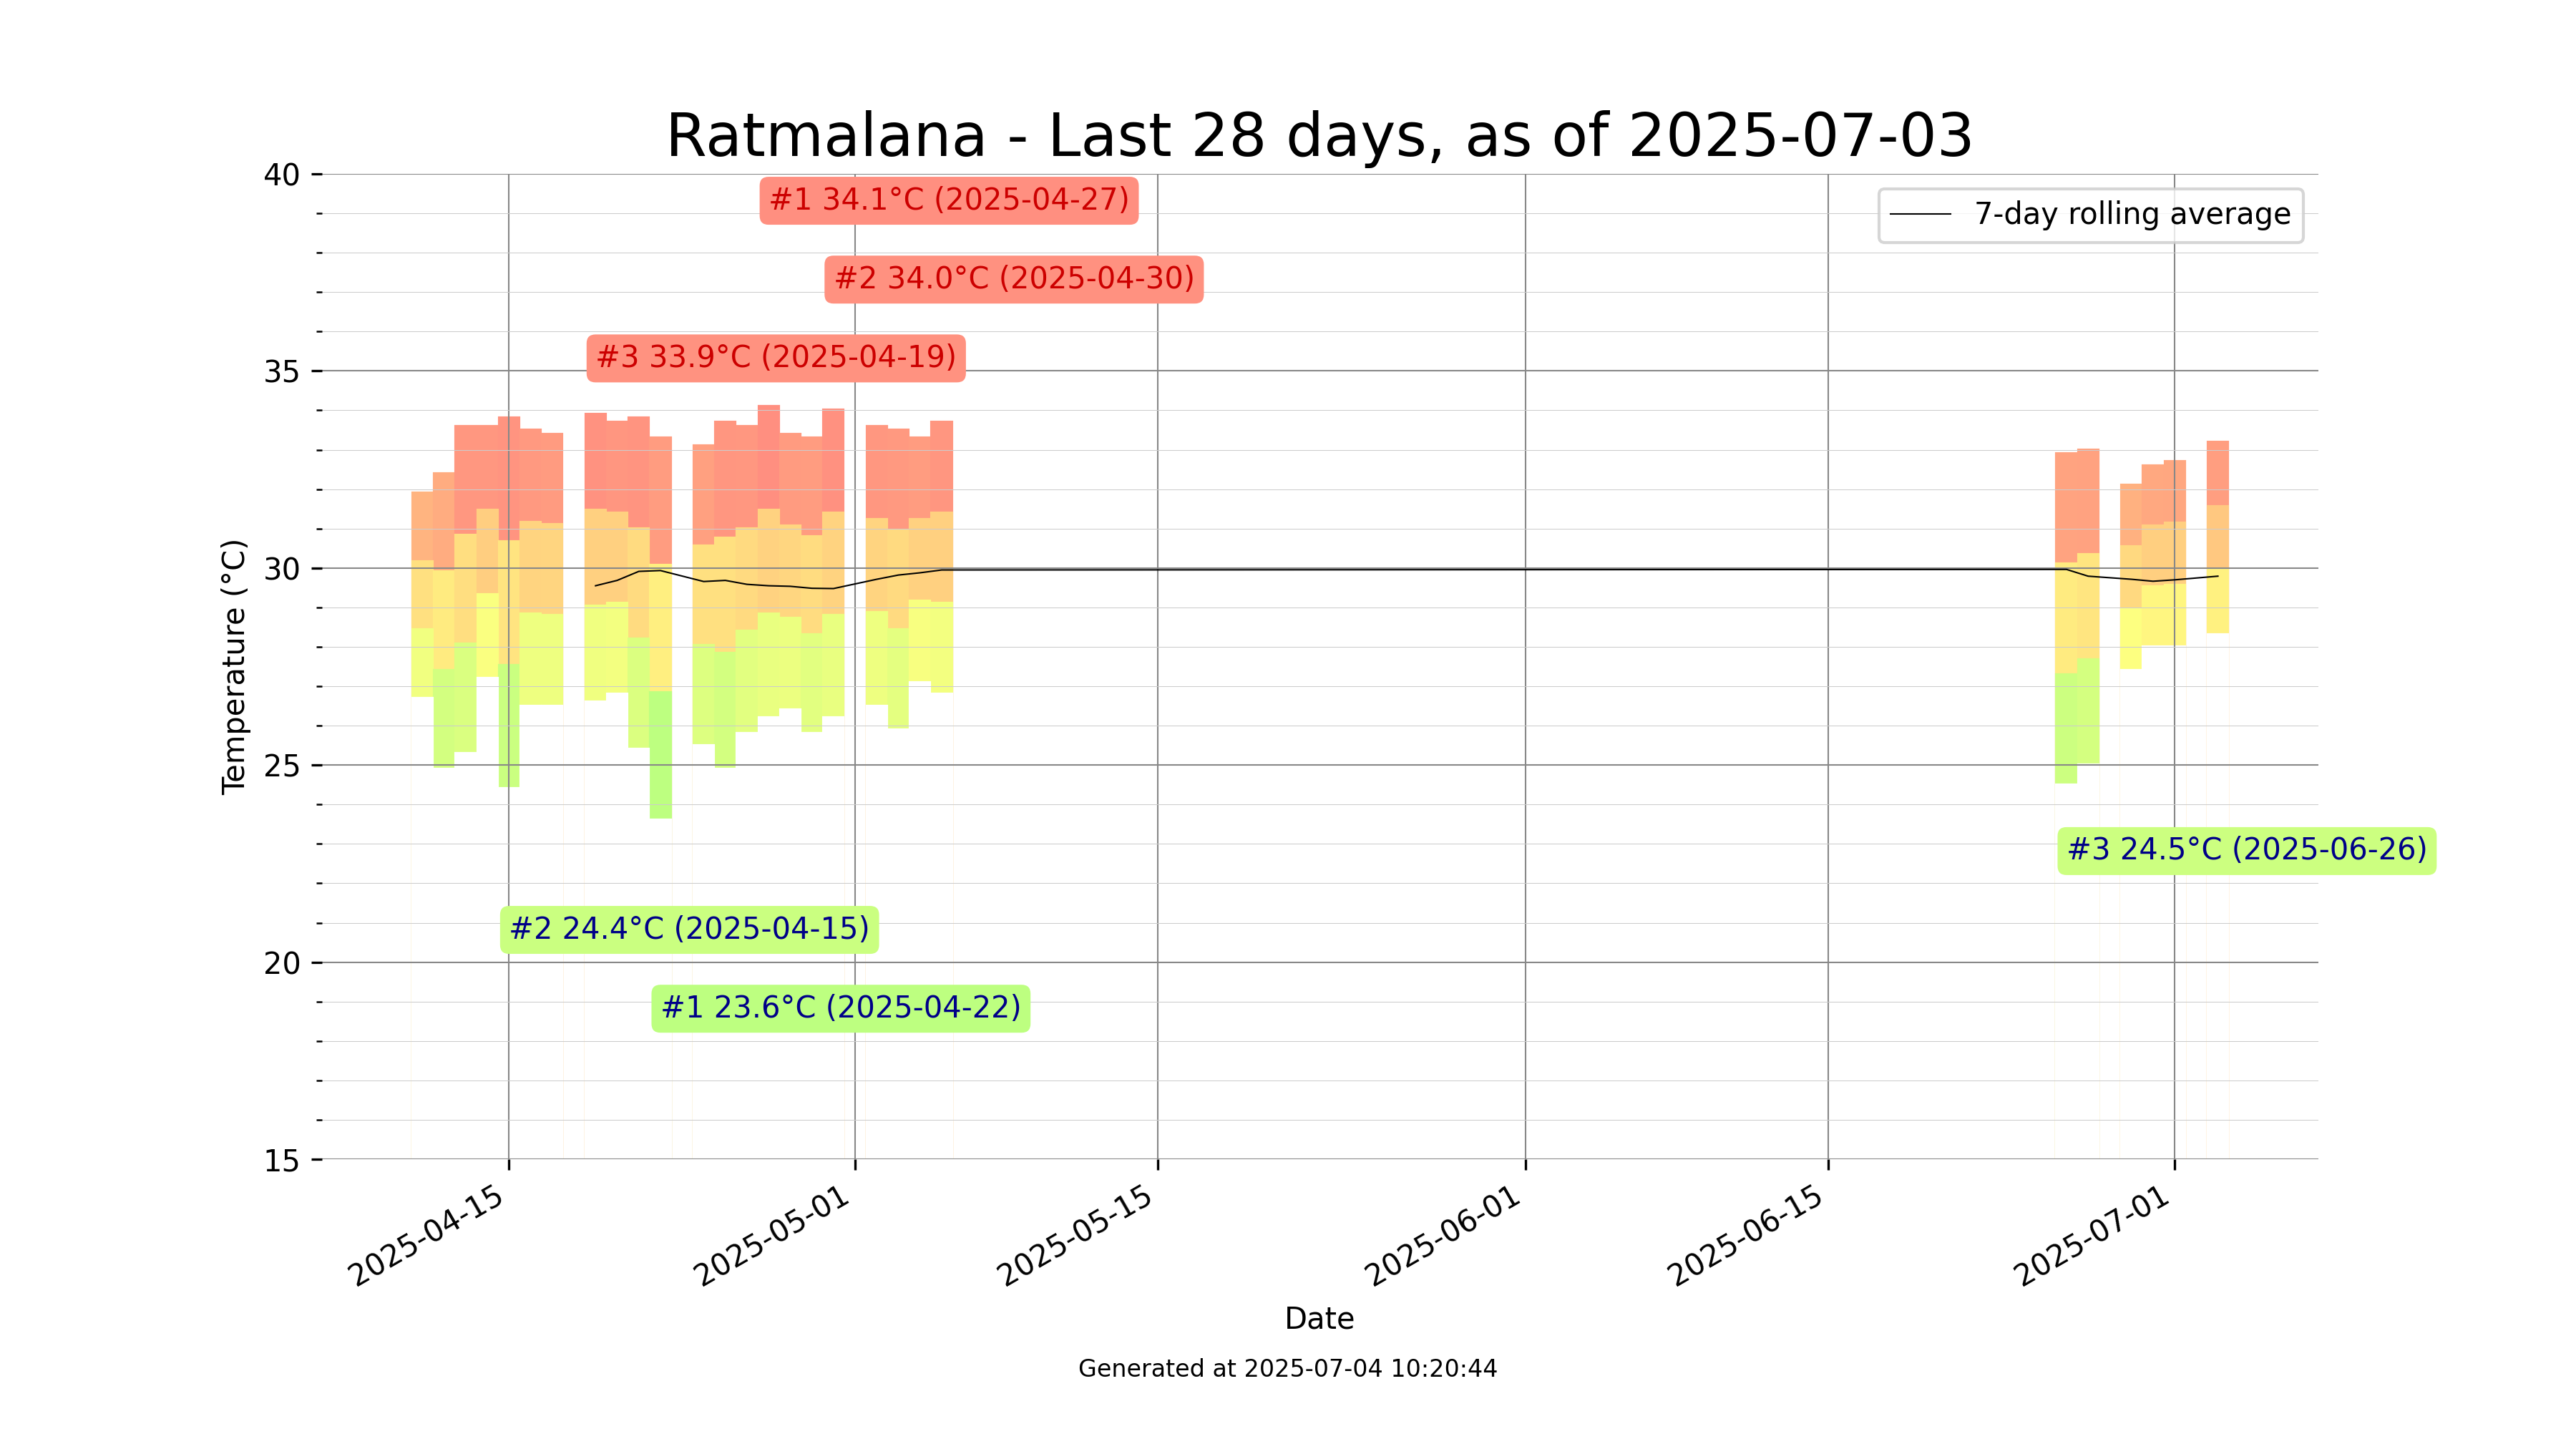 Ratmalana - Last 28 days, as of 2025-07-03
40
#1 34.1°C (2025-04-27)
7-day rolling average
#2 34.0°C (2025-04-30)
#3 33.9°C (2025-04-19)
35
30
Temperature (°C)
25
#3 24.5°C (2025-06-26)
#2 24.4°C (2025-04-15)
20
#1 23.6°C (2025-04-22)
15
2025-04-15
2025-05-01
2025-05-15
2025-06-01
2025-06-15
2025-07-01
Date
Generated at 2025-07-04 10:20:44